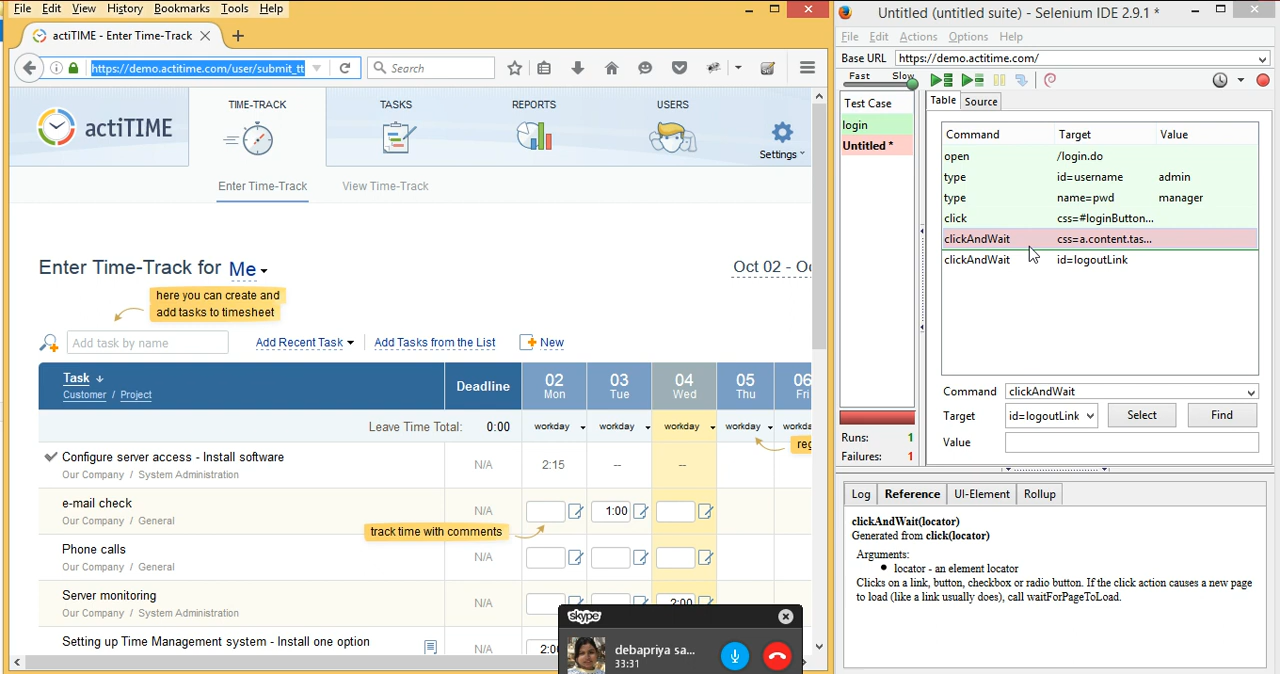 File Edit View History Bookmarks Tools Help
actiTIME - Enter Time-Track
https://demo.actitime.com/user/submit_tt
Search
actiTIME
TIME-TRACK
TASKS
REPORTS
USERS
Settings
Enter Time-Track
View Time-Track
Enter Time-Track for Me
Oct 02 - Oc
here you can create and
add tasks to timesheet
Add task by name
Add Recent Task
Add Tasks from the List
New
Task
Customer / Project
Deadline
02 Mon
03 Tue
04 Wed
05 Thu
06 Fri
Leave Time Total: 0:00 workday workday workday workday workda
reg
Configure server access - Install software
Our Company / System Administration
N/A 2:15 -- --
e-mail check
Our Company / General
N/A 1:00
track time with comments
Phone calls
Our Company / General
N/A
Server monitoring
Our Company / System Administration
N/A 2:00
Setting up Time Management system - Install one option
N/A 2:00
skype
debapriya sa...
33:31
Untitled (untitled suite) - Selenium IDE 2.9.1 *
File Edit Actions Options Help
Base URL https://demo.actitime.com/
Fast Slow
Test Case
login
Untitled *
Runs: 1
Failures: 1
Table Source
Command Target Value
open /login.do
type id=username admin
type name=pwd manager
click css=#loginButton...
clickAndWait css=a.content.tas...
clickAndWait id=logoutLink
Command clickAndWait
Target id=logoutLink Select Find
Value
Log Reference UI-Element Rollup
clickAndWait(locator)
Generated from click(locator)
Arguments:
locator - an element locator
Clicks on a link, button, checkbox or radio button. If the click action causes a new page
to load (like a link usually does), call waitForPageToLoad.